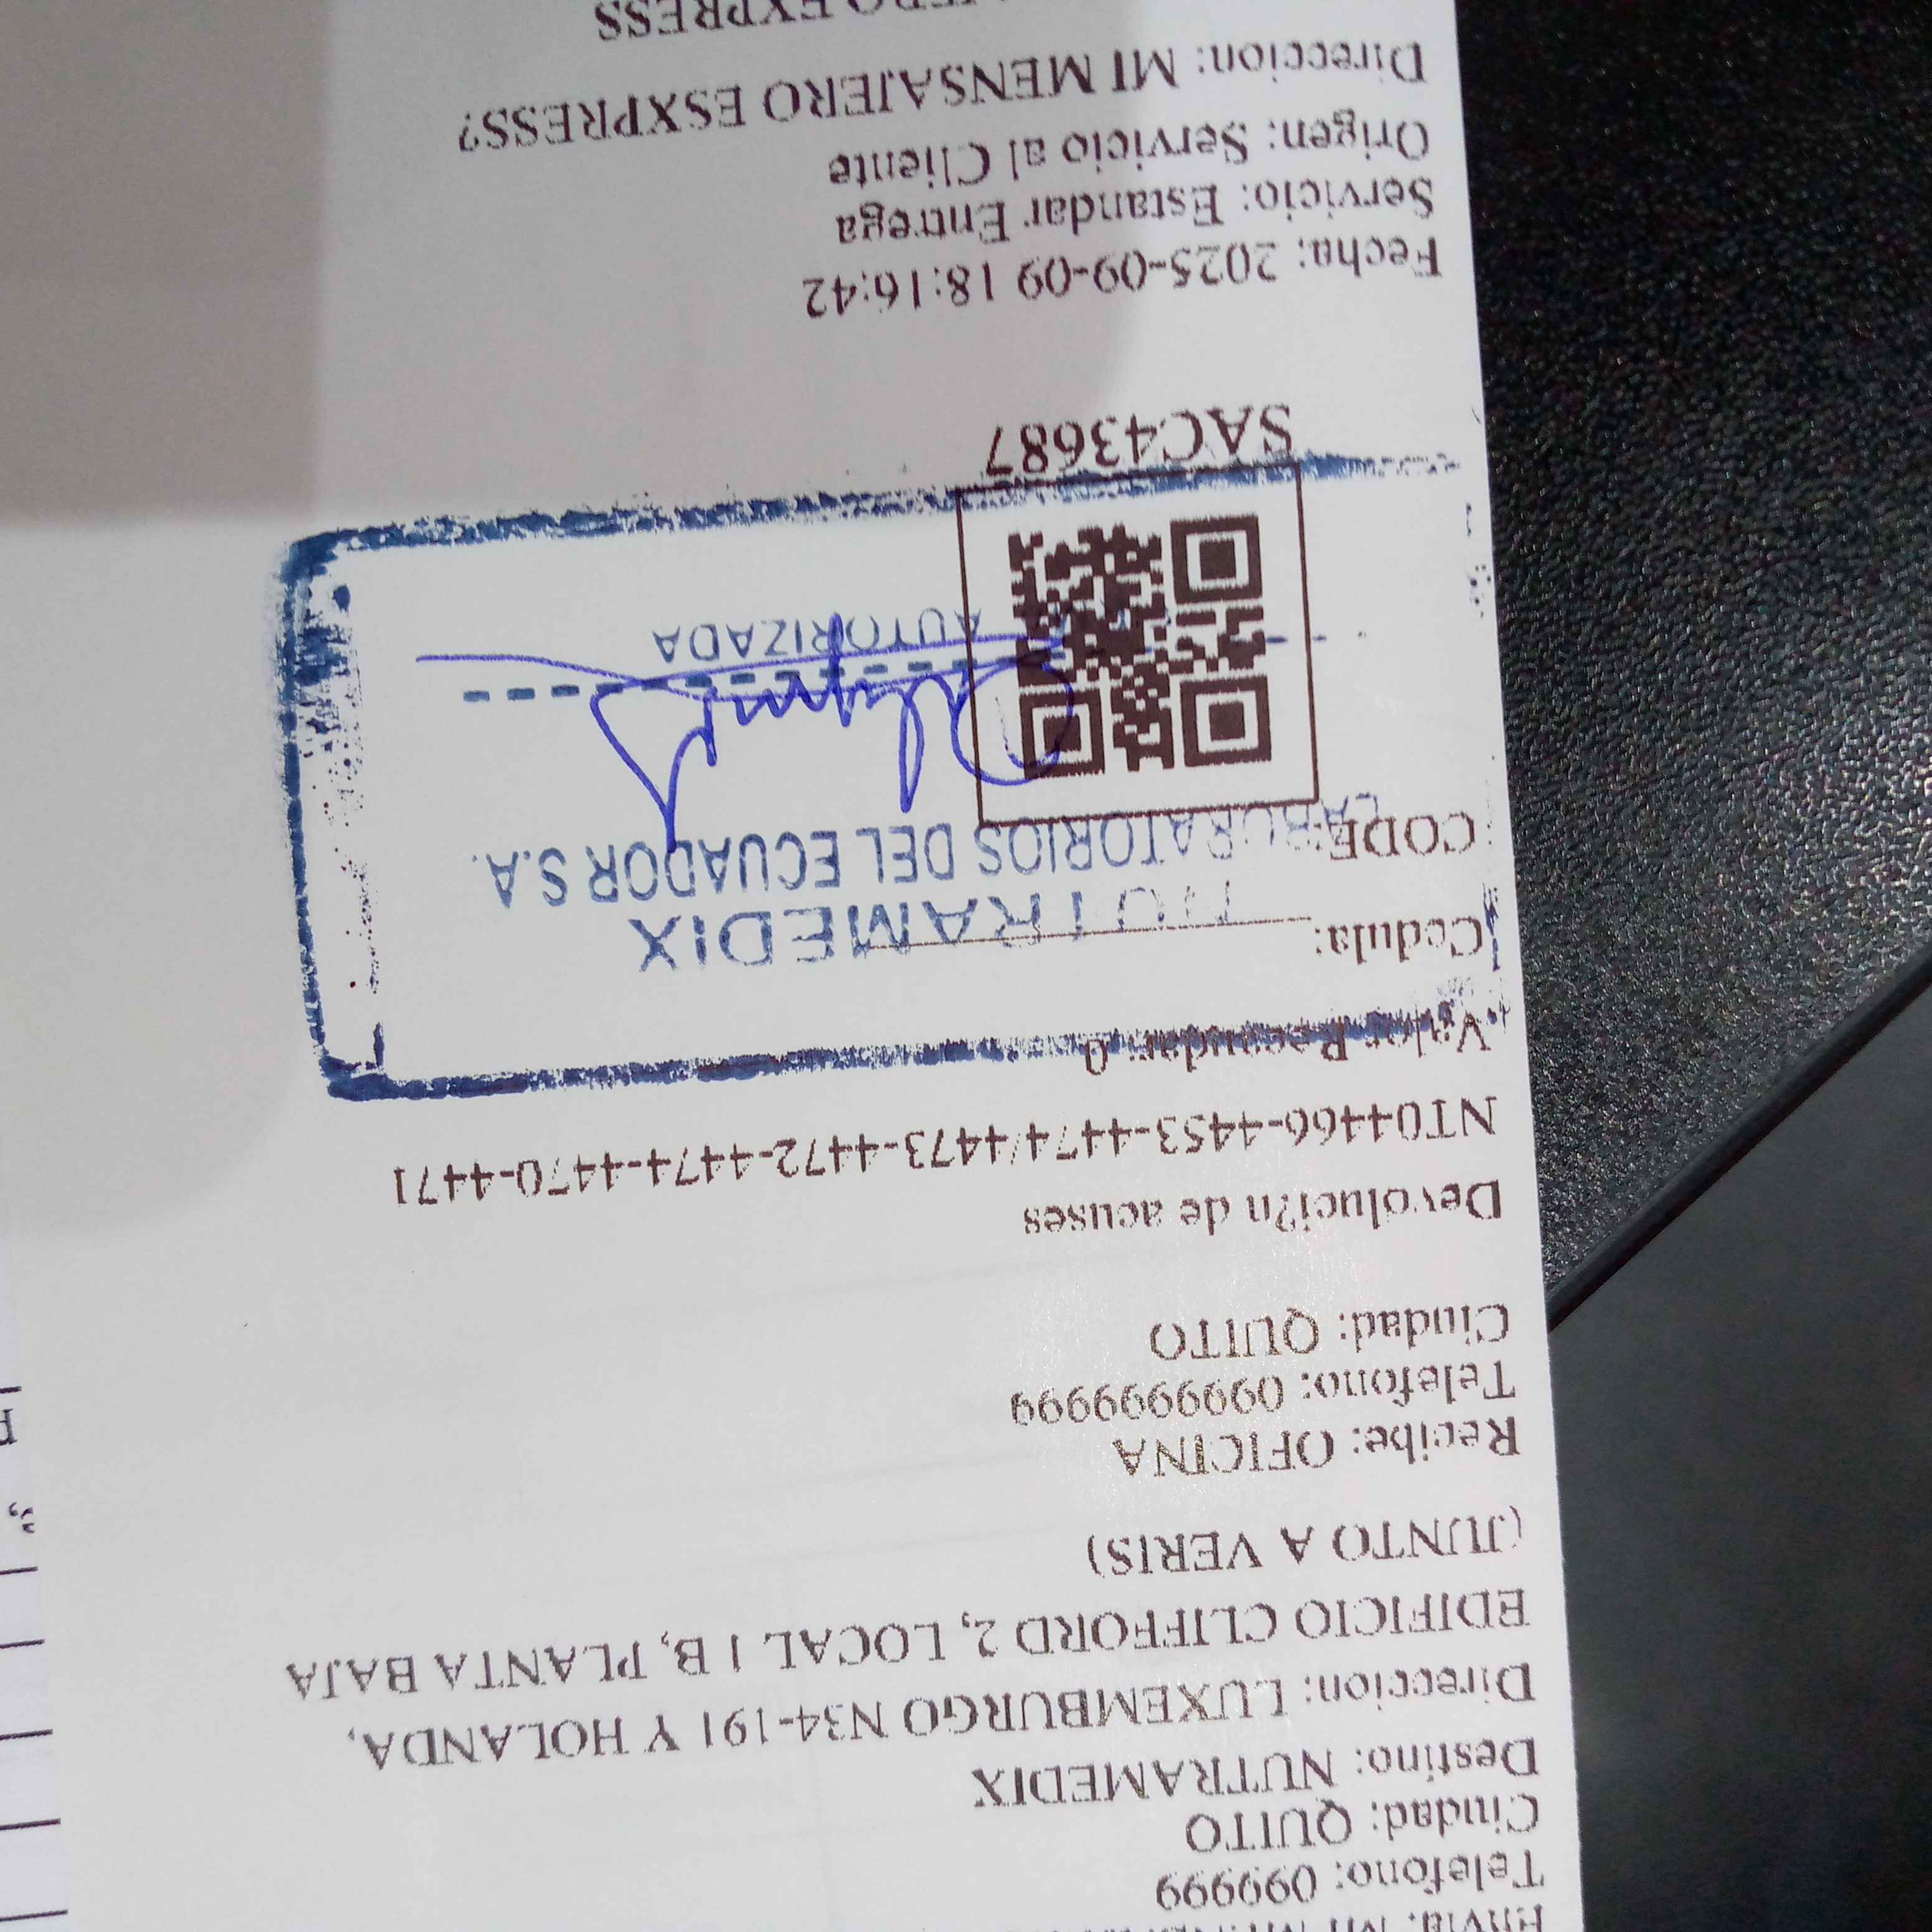 Telefono: 099999
Ciudad: QUITO
Destino: NUTRAMEDIX
Direccion: LUXEMBURGO N34-191 Y HOLANDA,
EDIFICIO CLIFFORD 2, LOCAL 1 B, PLANTA BAJA
(JUNTO A VERIS)
Recibe: OFICINA
Telefono: 0999999999
Ciudad: QUITO
Devoluci?n de acuses
NT04466-4453-4474/4473-4472-4474-4470-4471
Valor Recaudar: 0
Cedula:
NUTRAMEDIX
CODE:
LABORATORIOS DEL ECUADOR S.A.
AUTORIZADA
SAC43687
Fecha: 2025-09-09 18:16:42
Servicio: Estandar Entrega
Origen: Servicio al Cliente
Direccion: MI MENSAJERO ESXPRESS?
EXPRESS